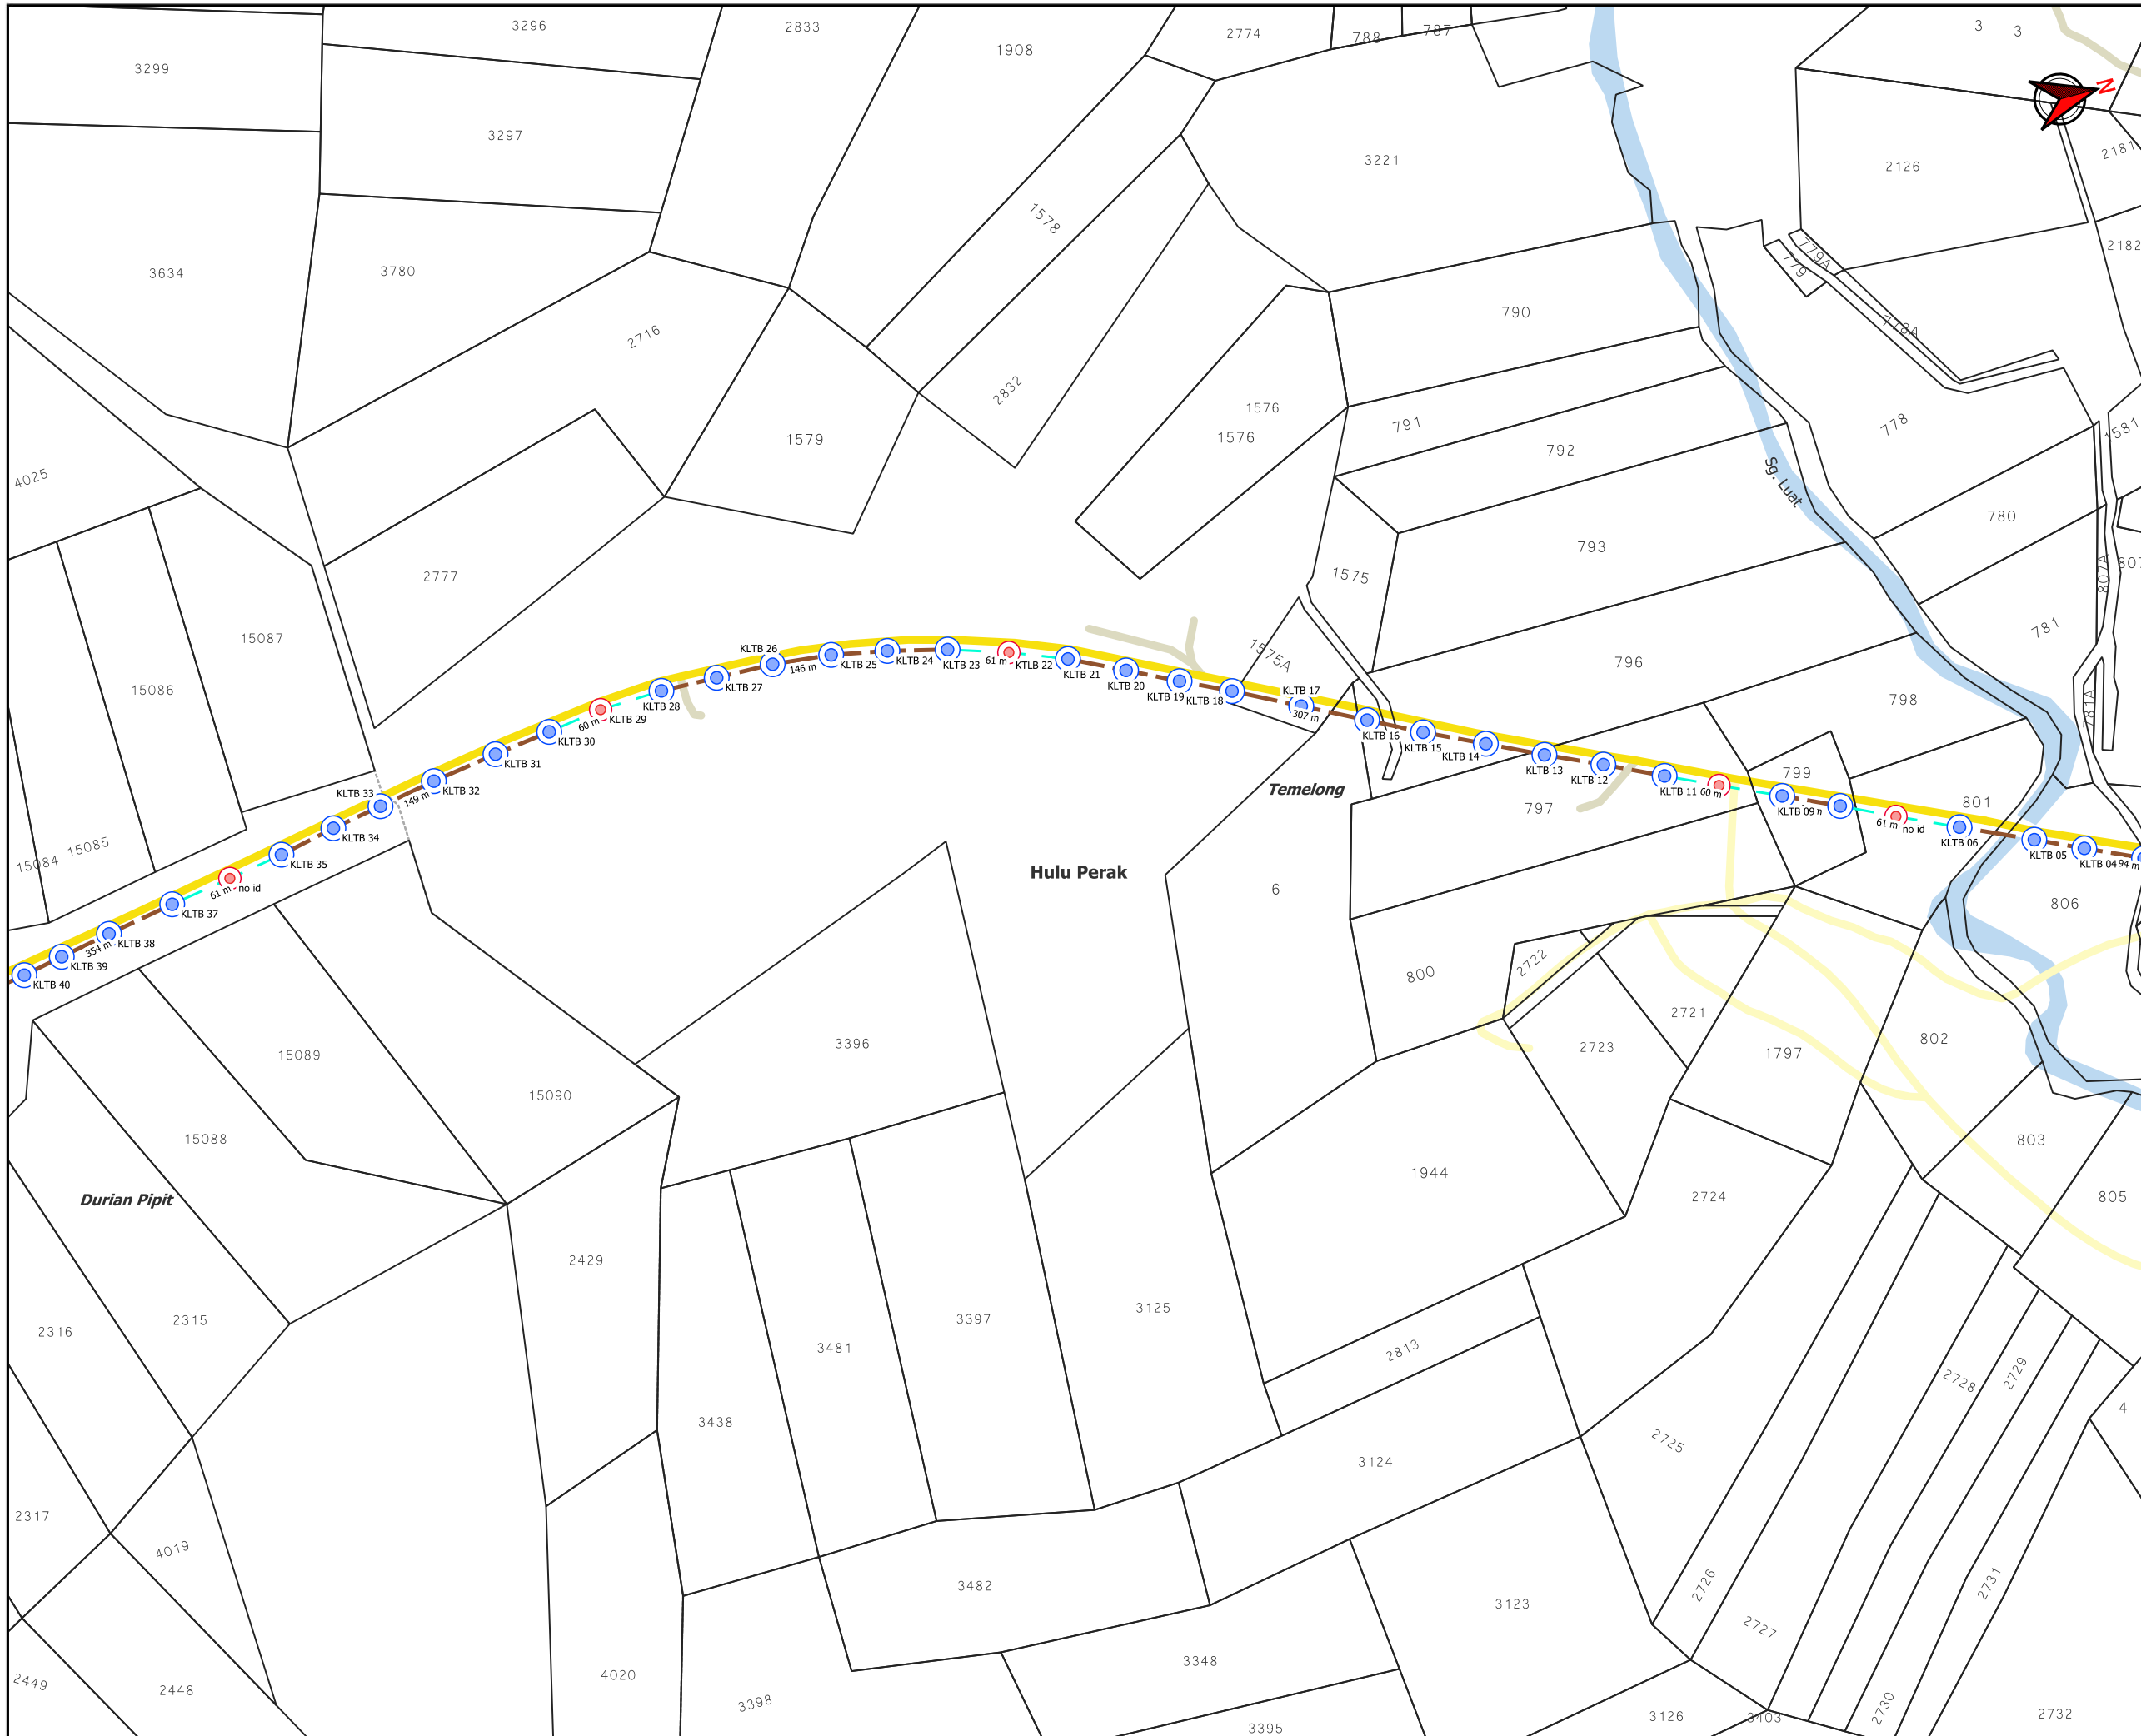 3296
2833
1908
2774
788
787
3
3
3299
3297
3221
2126
2181
N
1578
3634
3780
2716
779A
779
2182
790
778A
1576
1576
2832
1579
791
792
778
1581
4025
Sg. Luat
793
780
2777
1575
807A
807
15087
1575A
796
781
15086
798
781A
KLTB 26
146 m
KLTB 25
KLTB 24
KLTB 23
61 m
KTLB 22
KLTB 21
KLTB 20
KLTB 19
KLTB 18
KLTB 17
307 m
KLTB 16
KLTB 15
KLTB 14
KLTB 13
KLTB 12
KLTB 11
60 m
799
KLTB 09
801
61 m
no id
KLTB 06
KLTB 05
KLTB 04
94 m
KLTB 27
KLTB 28
60 m
KLTB 29
KLTB 30
KLTB 31
KLTB 32
149 m
KLTB 33
KLTB 34
KLTB 35
61 m
no id
KLTB 37
KLTB 38
354 m
KLTB 39
KLTB 40
15084
15085
Temelong
797
Hulu Perak
6
806
800
2722
2721
2723
1797
802
15089
3396
15090
15088
803
1944
Durian Pipit
2724
805
2429
2316
2315
3481
3397
3125
2813
2728
2729
3438
4
2725
3124
2317
4019
3482
3123
2726
2731
2727
2449
2448
4020
3398
3348
3395
3126
3403
2730
2732